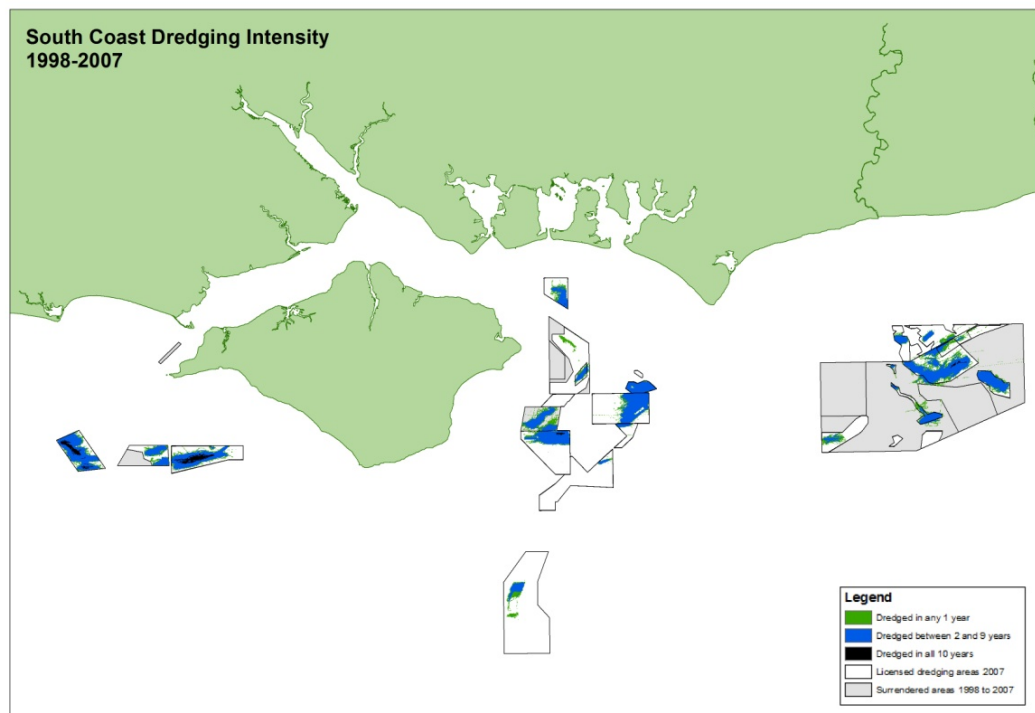 South Coast Dredging Intensity
1998-2007
Legend
Dredged in any 1 year
Dredged between 2 and 9 years
Dredged in all 10 years
Licensed dredging areas 2007
Surrendered areas 1998 to 2007